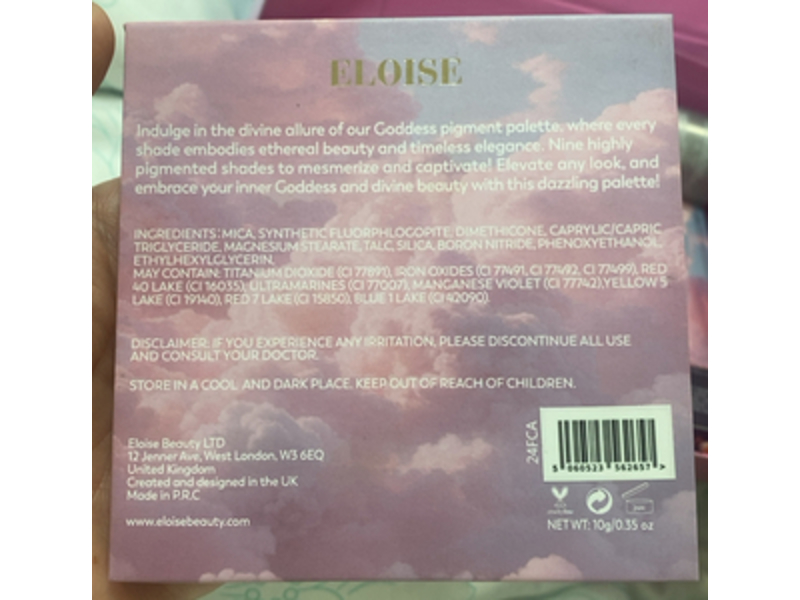 ELOISE
Indulge in the divine allure of our Goddess pigment palette, where every
shade embodies ethereal beauty and timeless elegance. Nine highly
pigmented shades to mesmerize and captivate! Elevate any look, and
embrace your inner Goddess and divine beauty with this dazzling palette!
INGREDIENTS: MICA, SYNTHETIC FLUORPHLOGOPITE, DIMETHICONE, CAPRYLIC/CAPRIC
TRIGLYCERIDE, MAGNESIUM STEARATE, TALC, SILICA, BORON NITRIDE, PHENOXYETHANOL,
ETHYLHEXYLGLYCERIN,
MAY CONTAIN: TITANIUM DIOXIDE (CI 77891), IRON OXIDES (CI 77491, CI 77492, CI 77499), RED
40 LAKE (CI 16035), ULTRAMARINES (CI 77007), MANGANESE VIOLET (CI 77742),YELLOW 5
LAKE (CI 19140), RED 7 LAKE (CI 15850), BLUE 1 LAKE (CI 42090).
DISCLAIMER: IF YOU EXPERIENCE ANY IRRITATION, PLEASE DISCONTINUE ALL USE
AND CONSULT YOUR DOCTOR.
STORE IN A COOL AND DARK PLACE. KEEP OUT OF REACH OF CHILDREN.
Eloise Beauty LTD
12 Jenner Ave, West London, W3 6EQ
United Kingdom
Created and designed in the UK
Made in P.R.C
www.eloisebeauty.com
24FCA
5 060523 562657 >
NET WT: 10g/0.35 oz